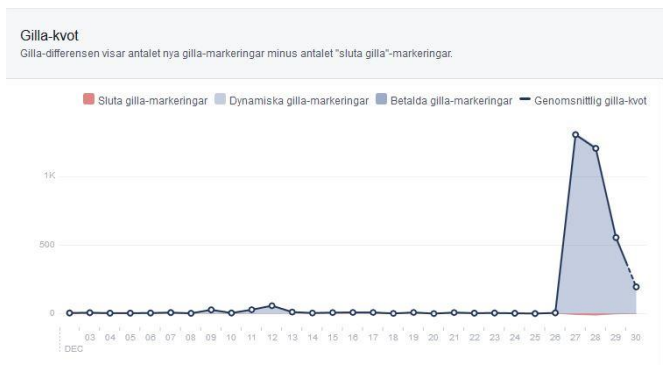 Gilla-kvot
Gilla-differensen visar antalet nya gilla-markeringar minus antalet "sluta gilla"-markeringar.
Sluta gilla-markeringar Dynamiska gilla-markeringar Betalda gilla-markeringar Genomsnittlig gilla-kvot
1K
500
0
03 04 05 06 07 08 09 10 11 12 13 14 15 16 17 18 19 20 21 22 23 24 25 26 27 28 29 30
DEC